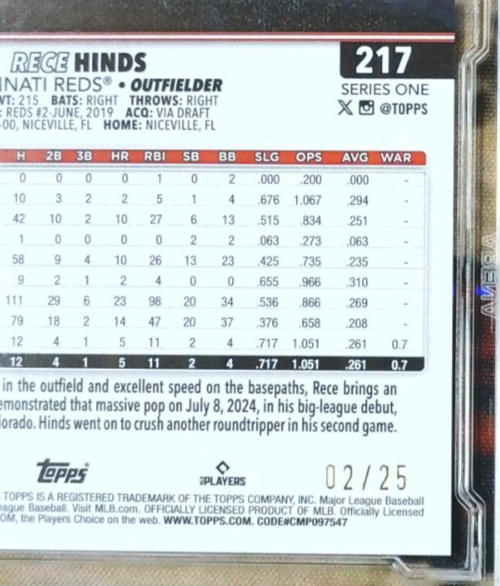 RECE HINDS
217
INATI REDS® • OUTFIELDER
SERIES ONE
WT: 215 BATS: RIGHT THROWS: RIGHT
@TOPPS
: REDS #2-JUNE, 2019 ACQ: VIA DRAFT
-00, NICEVILLE, FL HOME: NICEVILLE, FL
H 2B 3B HR RBI SB BB SLG OPS AVG WAR
0 0 0 0 1 0 2 .000 .200 .000 -
10 3 2 2 5 1 4 .676 1.067 .294 -
42 10 2 10 27 6 13 .515 .834 .251 -
1 0 0 0 0 2 2 .063 .273 .063 -
58 9 4 10 26 13 23 .425 .735 .235 -
9 2 1 2 4 0 0 .655 .966 .310 -
111 29 6 23 98 20 34 .536 .866 .269 -
79 18 2 14 47 20 37 .376 .658 .208 -
12 4 1 5 11 2 4 .717 1.051 .261 0.7
12 4 1 5 11 2 4 .717 1.051 .261 0.7
in the outfield and excellent speed on the basepaths, Rece brings an
emonstrated that massive pop on July 8, 2024, in his big-league debut,
lorado. Hinds went on to crush another roundtripper in his second game.
Topps
PLAYERS
02/25
TOPPS IS A REGISTERED TRADEMARK OF THE TOPPS COMPANY, INC. Major League Baseball
eague Baseball. Visit MLB.com. OFFICIALLY LICENSED PRODUCT OF MLB. Officially Licensed
OM, the Players Choice on the web. WWW.TOPPS.COM. CODE#CMP097547